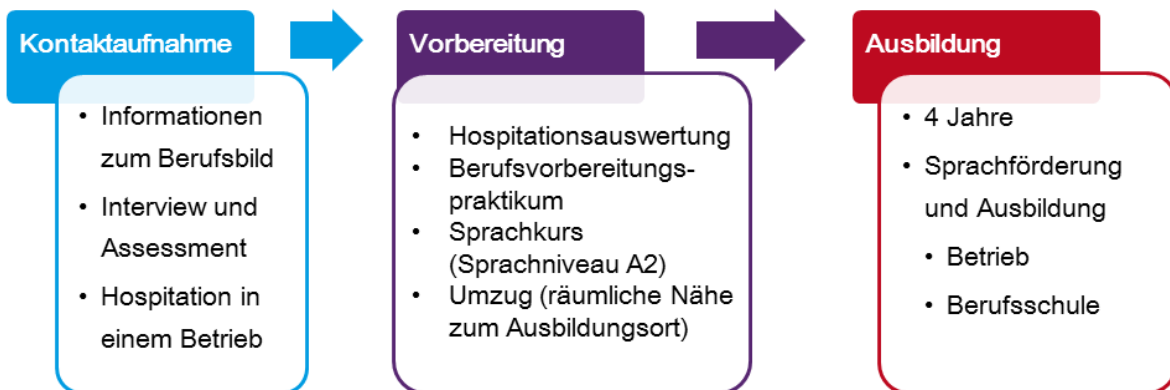 Kontaktaufnahme
• Informationen
zum Berufsbild
• Interview und
Assessment
• Hospitation in
einem Betrieb
Vorbereitung
• Hospitationsauswertung
• Berufsvorbereitungs-
praktikum
• Sprachkurs
(Sprachniveau A2)
• Umzug (räumliche Nähe
zum Ausbildungsort)
Ausbildung
• 4 Jahre
• Sprachförderung
und Ausbildung
• Betrieb
• Berufsschule